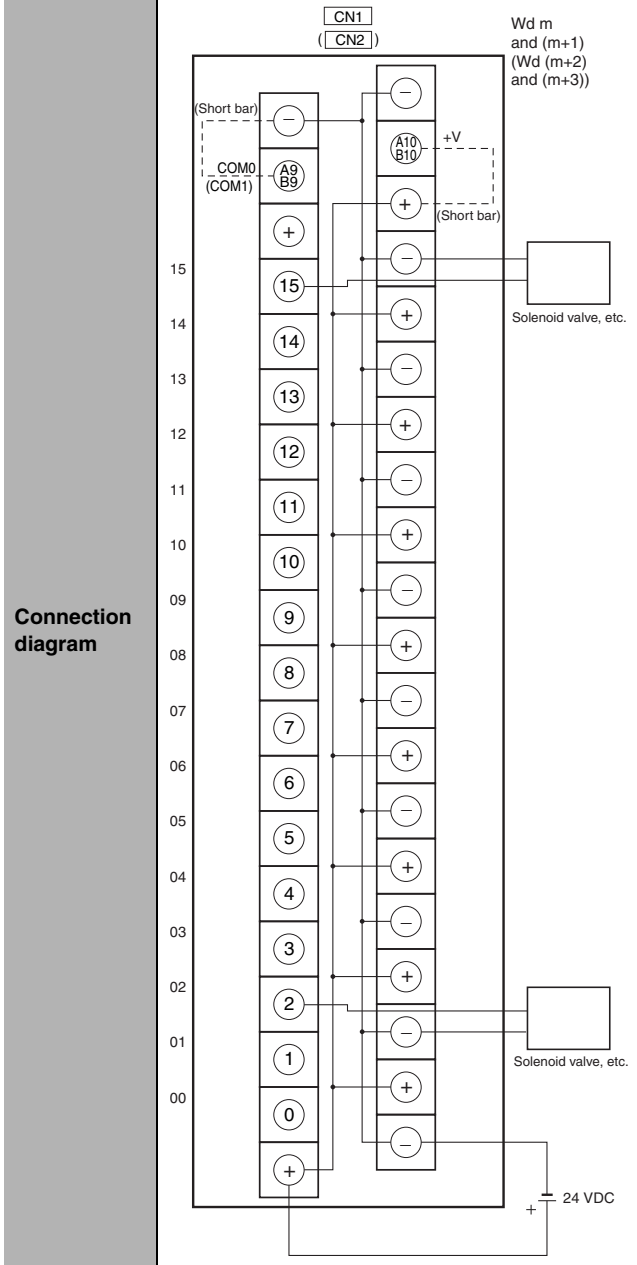 CN1
( CN2 )
Wd m
and (m+1)
(Wd (m+2)
and (m+3))
(Short bar)
−
−
A10
B10
+V
COM0
(COM1)
A9
B9
+
(Short bar)
+
−
15
15
Solenoid valve, etc.
+
14
14
−
13
13
+
12
12
−
11
11
+
10
10
−
09
9
+
08
8
−
07
7
+
06
6
−
05
5
+
04
4
−
03
3
+
02
2
−
Solenoid valve, etc.
01
1
+
00
0
−
+
+
24 VDC
Connection
diagram